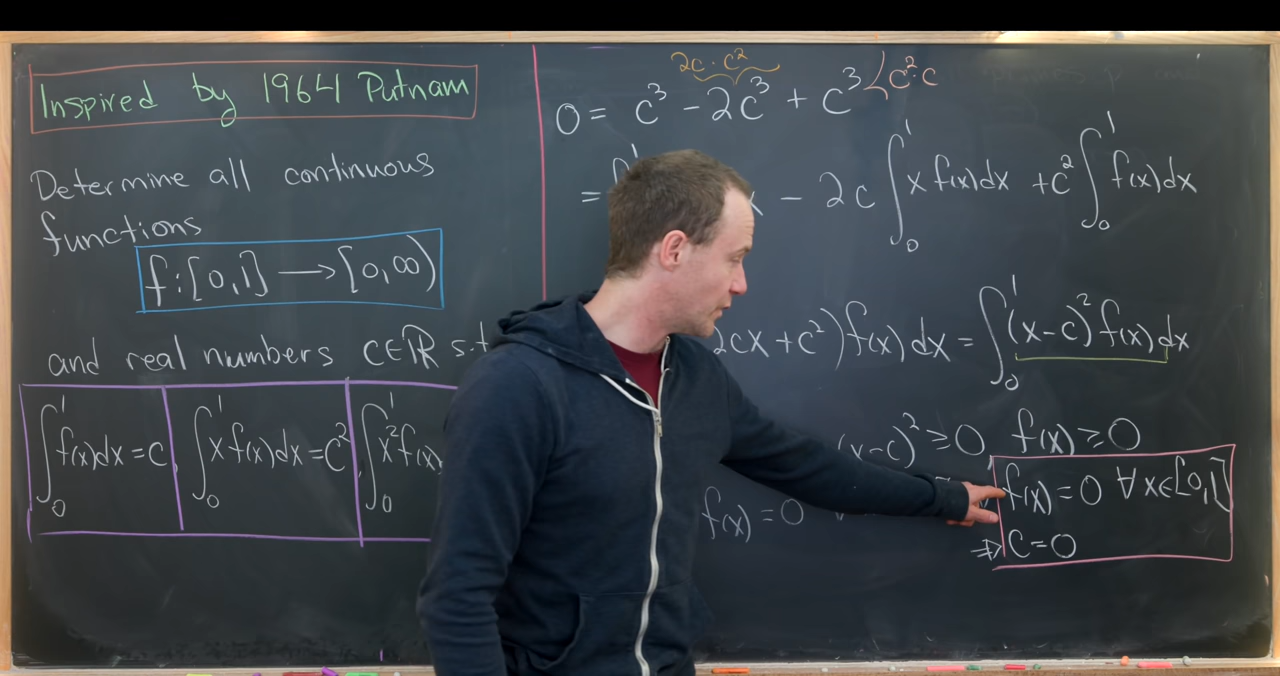 Inspired by 1964 Putnam
Determine all continuous
functions
f:[0,1] → [0,∞)
and real numbers C∈ℝ s.t
∫₀¹ f(x)dx = C, ∫₀¹ x f(x)dx = C², ∫₀¹ x² f(x)
2c · c²
0 = c³ − 2c³ + c³ c²·c
= − 2c ∫₀¹ x f(x)dx + c² ∫₀¹ f(x)dx
2cx + c²) f(x) dx = ∫₀¹ (x−c)² f(x) dx
(x−c)² ≥ 0, f(x) ≥ 0
f(x) = 0
f(x) = 0 ∀ x∈[0,1]
⇒ C = 0